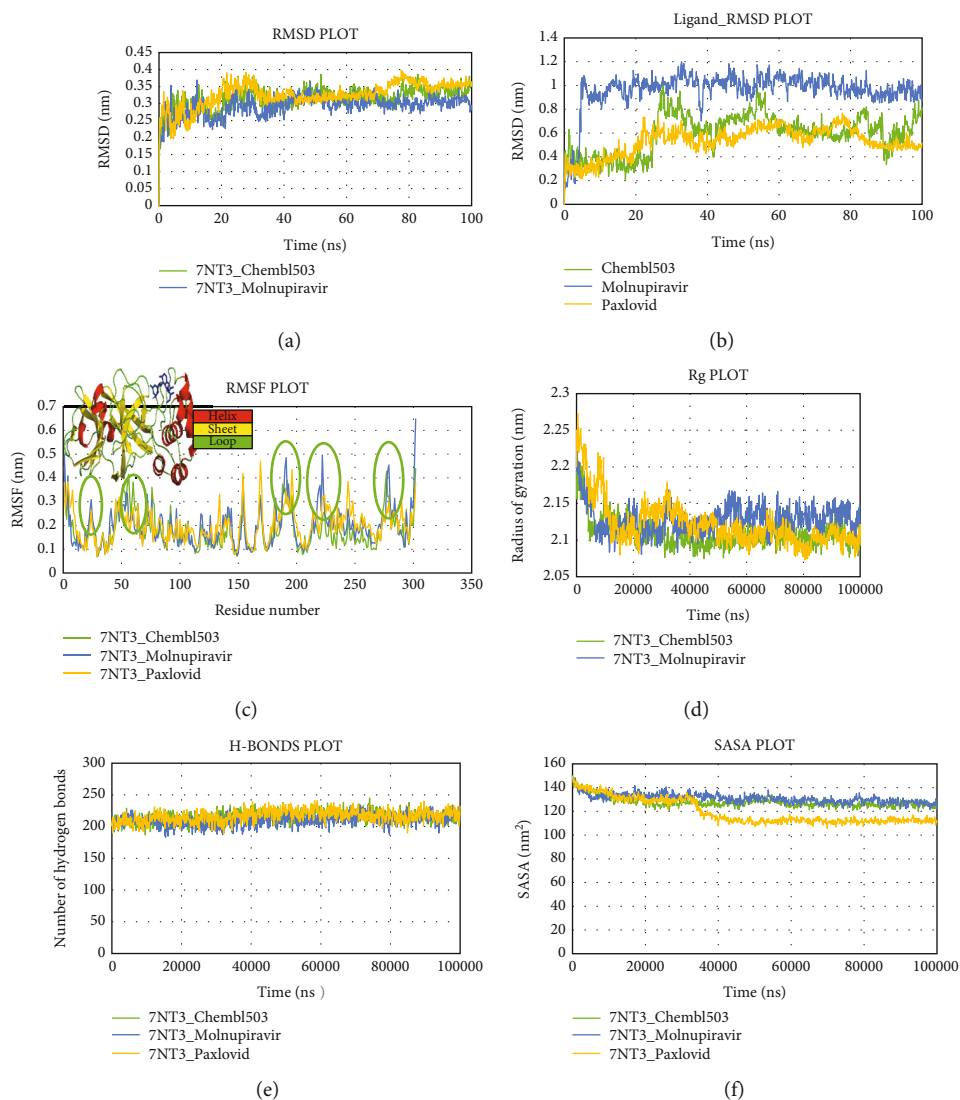 RMSD PLOT
0.45
0.4
0.35
0.3
0.25
0.2
0.15
0.1
0.05
0
RMSD (nm)
0 20 40 60 80 100
Time (ns)
7NT3_Chembl503
7NT3_Molnupiravir
(a)
Ligand_RMSD PLOT
1.4
1.2
1
0.8
0.6
0.4
0.2
0
RMSD (nm)
0 20 40 60 80 100
Time (ns)
Chembl503
Molnupiravir
Paxlovid
(b)
RMSF PLOT
Helix
Sheet
Loop
0.7
0.6
0.5
0.4
0.3
0.2
0.1
0
RMSF (nm)
0 50 100 150 200 250 300 350
Residue number
7NT3_Chembl503
7NT3_Molnupiravir
7NT3_Paxlovid
(c)
Rg PLOT
2.3
2.25
2.2
2.15
2.1
2.05
Radius of gyration (nm)
0 20000 40000 60000 80000 100000
Time (ns)
7NT3_Chembl503
7NT3_Molnupiravir
(d)
H-BONDS PLOT
300
250
200
150
100
50
0
Number of hydrogen bonds
0 20000 40000 60000 80000 100000
Time (ns )
7NT3_Chembl503
7NT3_Molnupiravir
7NT3_Paxlovid
(e)
SASA PLOT
160
140
120
100
80
60
40
20
0
SASA (nm²)
0 20000 40000 60000 80000 100000
Time (ns)
7NT3_Chembl503
7NT3_Molnupiravir
7NT3_Paxlovid
(f)